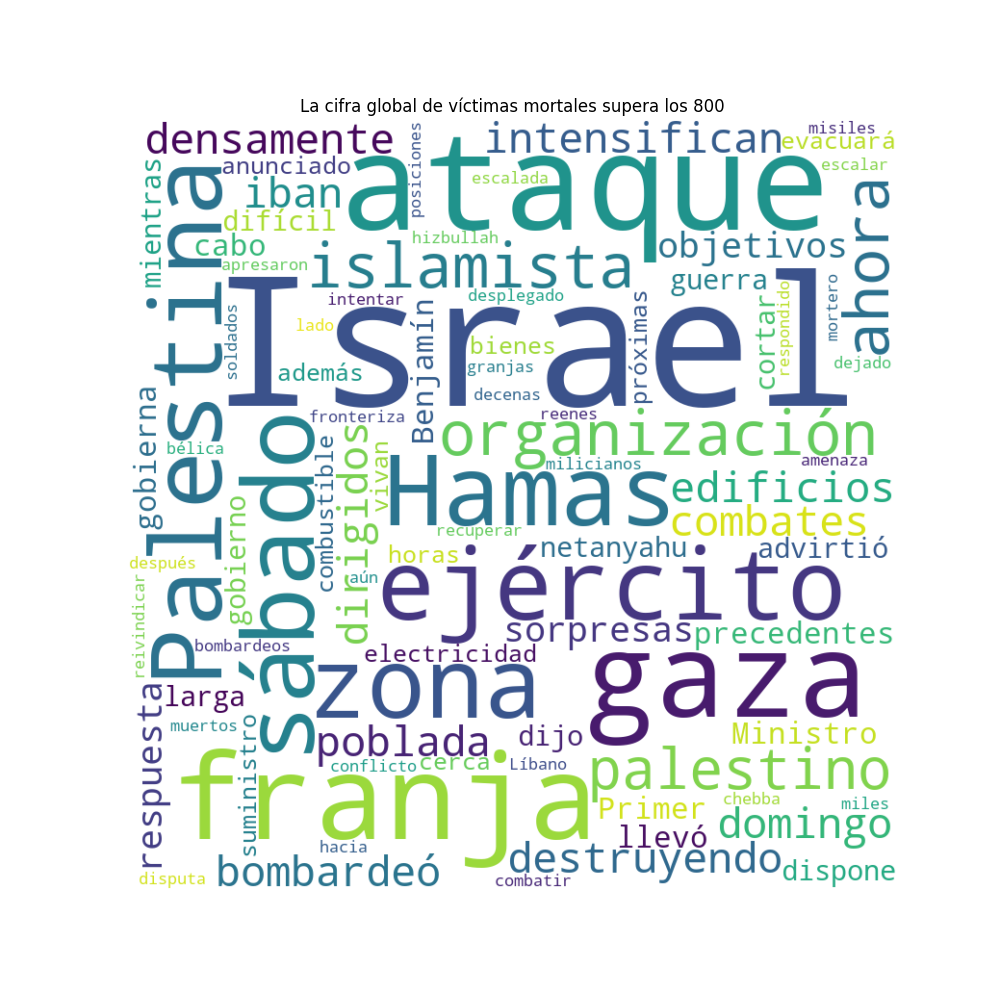 La cifra global de víctimas mortales supera los 800
densamente
intensifican
misiles
evacuará
posiciones
ataque
anunciado
escalar
mientras
Palestina
iban
escalada
ahora
difícil
cabo
hizbullah
objetivos
apresaron
islamista
guerra
Israel
intentar
desplegado
próximas
cortar
respondido
mortero
soldados
lado
Benjamín
bienes
dejado
además
granjas
decenas
gobierna
sábado
fronteriza
reenes
organización
bélica
combustible
dirigidos
vivan
Hamas
milicianos
amenaza
edificios
gobierno
recuperar
combates
después
aún
horas
netanyahu
advirtió
reivindicar
ejército
bombardeos
sorpresas
precedentes
electricidad
gaza
respuesta
larga
zona
muertos
suministro
poblada
dijo
Ministro
franja
conflicto
cerca
Líbano
palestino
Primer
chebba
miles
llevó
domingo
hacia
bombardeó
destruyendo
dispone
disputa
combatir